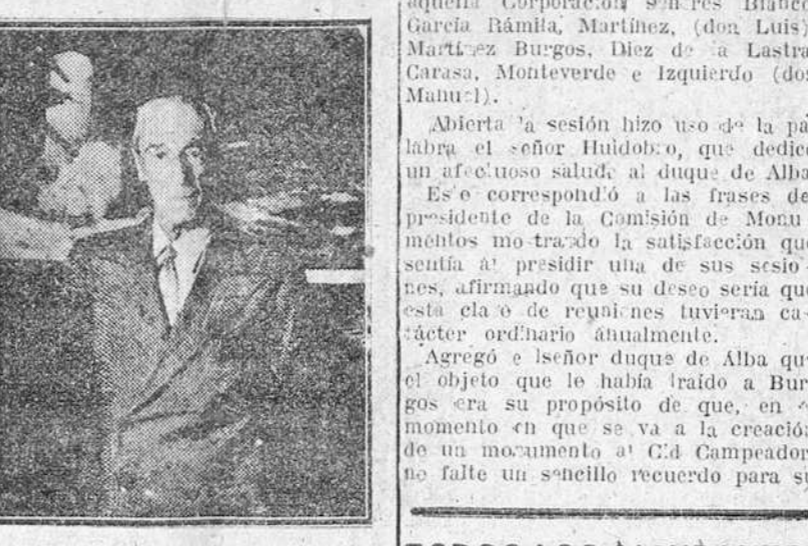 aquella Corporación señores Blanco
García Rámila, Martínez, (don Luis)
Martínez Burgos, Diez de la Lastra
Carasa, Monteverde e Izquierdo (don
Manuel).
Abierta la sesión hizo uso de la pa
labra el señor Huidobro, que dedicó
un afectuoso saludo al duque de Alba
Este correspondió a las frases del
presidente de la Comisión de Monu
mentos mostrando la satisfacción que
sentía al presidir una de sus sesio
nes, afirmando que su deseo sería que
esta clase de reuniones tuvieran ca-
rácter ordinario ánualmente.
Agregó e lseñor duque de Alba que
el objeto que le había traído a Bur
gos era su propósito de que, en el
momento en que se va a la creación
de un monumento al Cid Campeador
no falte un sencillo recuerdo para su